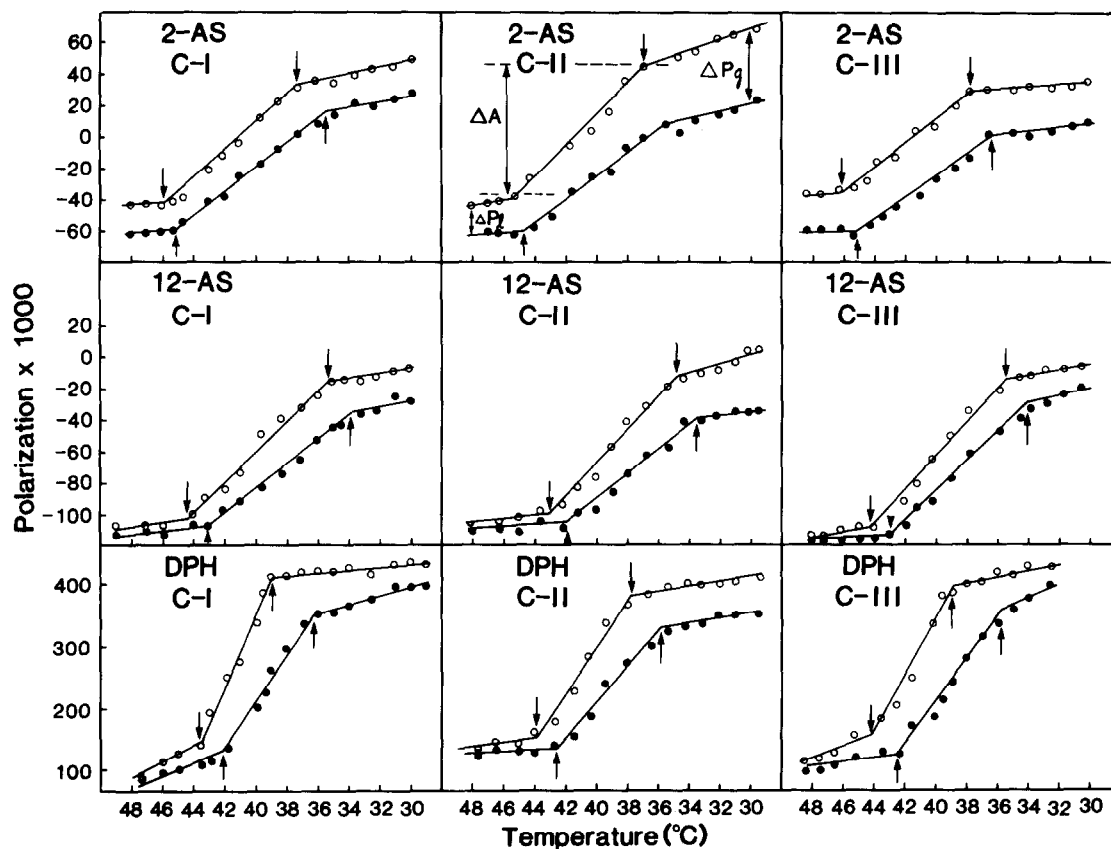 2-AS
C-I
2-AS
C-II
2-AS
C-III
60
40
20
0
-20
-40
-60
ΔA
ΔPg
ΔPl
12-AS
C-I
12-AS
C-II
12-AS
C-III
20
0
-20
-40
-60
-80
-100
DPH
C-I
DPH
C-II
DPH
C-III
400
300
200
100
Polarization x 1000
48 46 44 42 40 38 36 34 32 30
48 46 44 42 40 38 36 34 32 30
48 46 44 42 40 38 36 34 32 30
Temperature (°C)